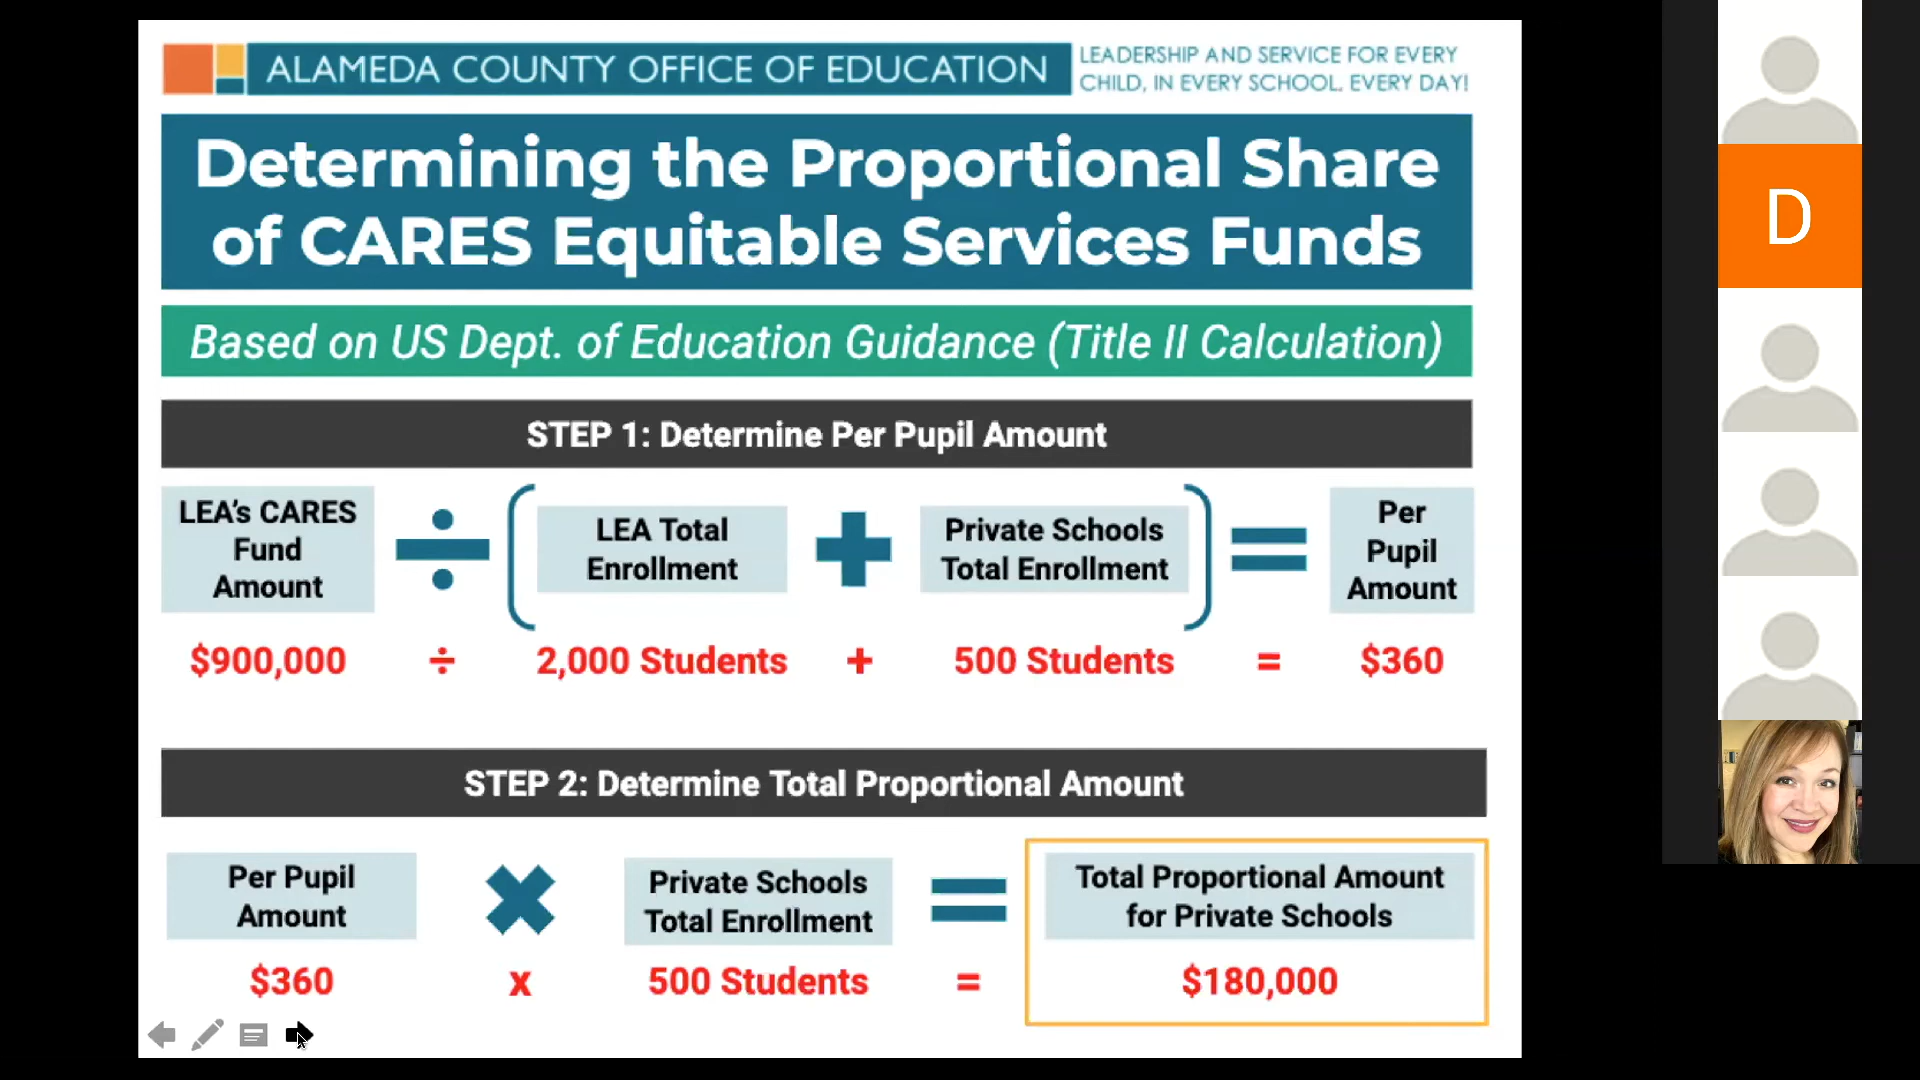 ALAMEDA COUNTY OFFICE OF EDUCATION
LEADERSHIP AND SERVICE FOR EVERY
CHILD, IN EVERY SCHOOL, EVERY DAY!
Determining the Proportional Share
of CARES Equitable Services Funds
Based on US Dept. of Education Guidance (Title II Calculation)
STEP 1: Determine Per Pupil Amount
LEA's CARES
Fund
Amount
÷
LEA Total
Enrollment
+
Private Schools
Total Enrollment
=
Per
Pupil
Amount
$900,000 ÷ 2,000 Students + 500 Students = $360
STEP 2: Determine Total Proportional Amount
Per Pupil
Amount
×
Private Schools
Total Enrollment
=
Total Proportional Amount
for Private Schools
$360 x 500 Students = $180,000
D